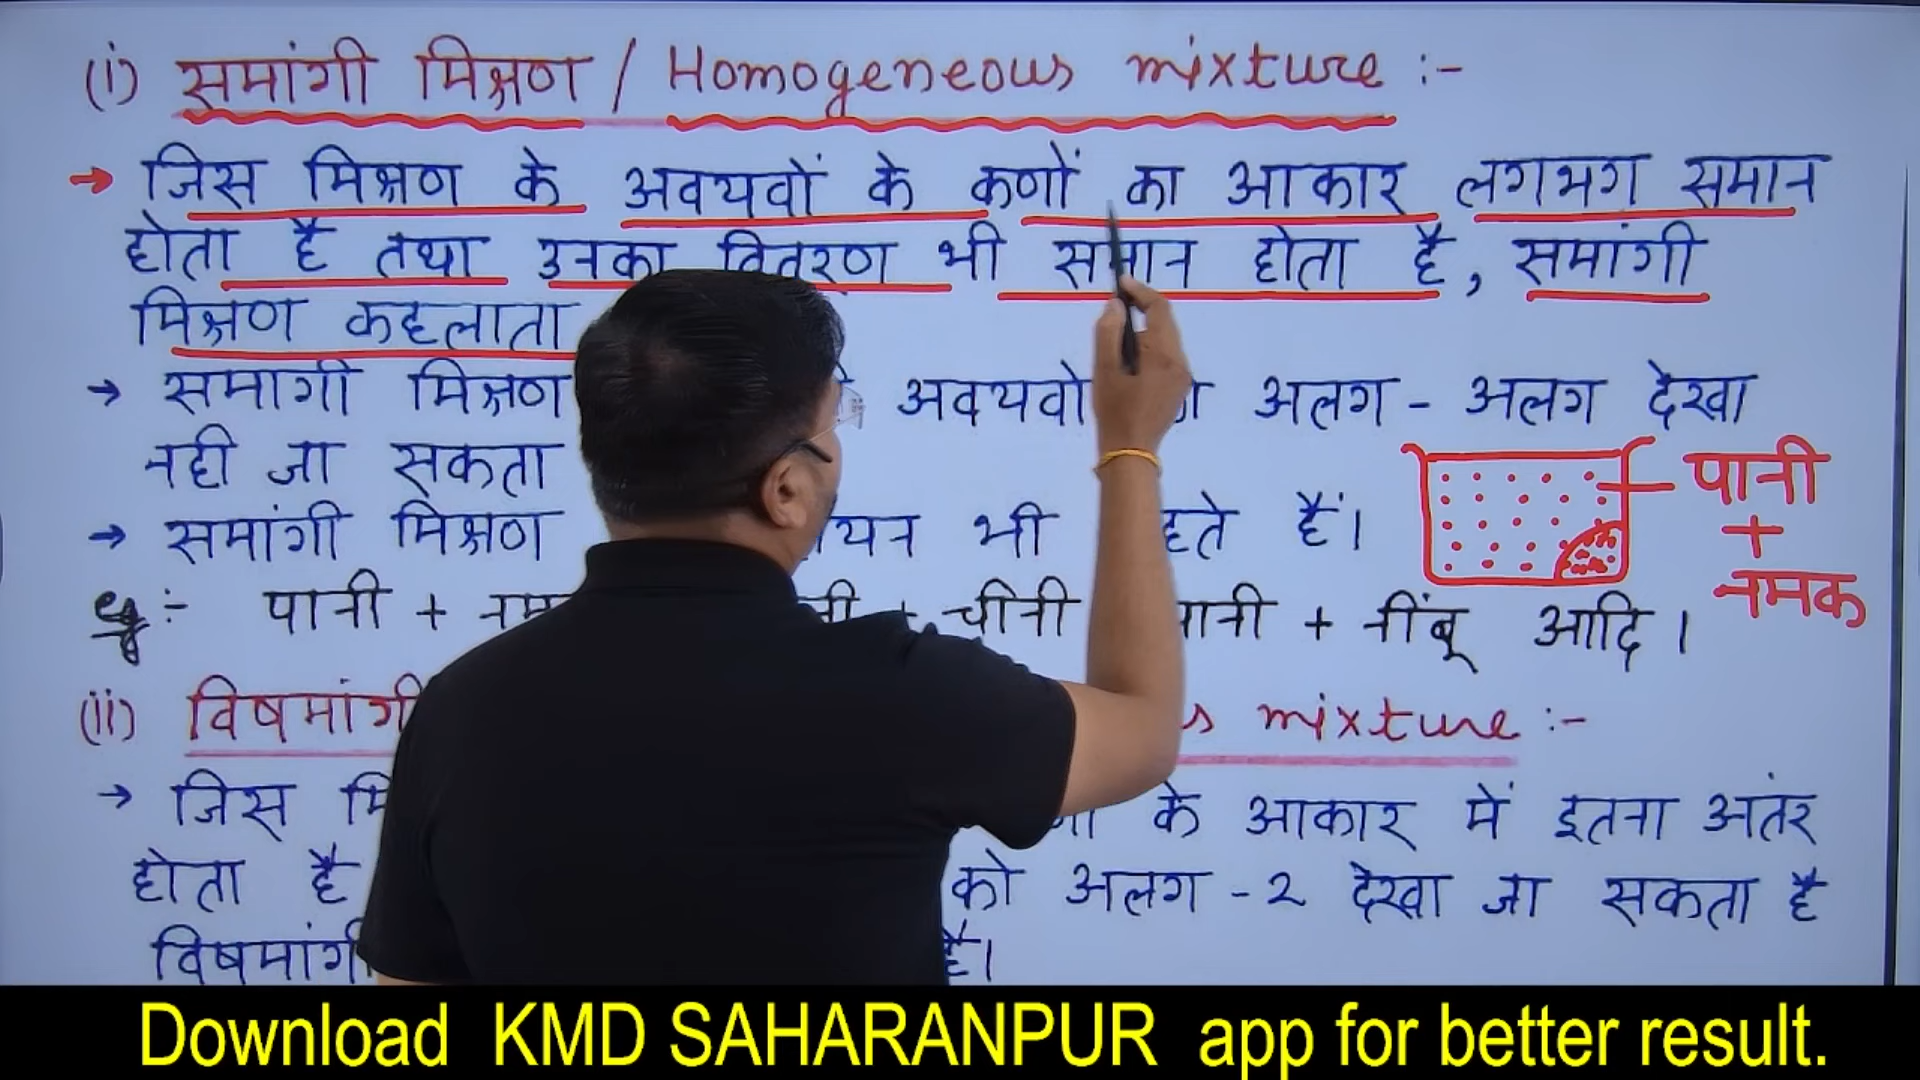 (i) समांगी मिश्रण / Homogeneous mixture :-
→ जिस मिश्रण के अवयवों के कणों का आकार लगभग समान
होता है तथा उनका वितरण भी समान होता है, समांगी
मिश्रण कहलाता
→ समागी मिश्रण अवयवो अलग - अलग देखा
नही जा सकता
→ समांगी मिश्रण भी हैं।
पानी
+
नमक
eg :- पानी + + चीनी + नींबू आदि।
(ii) विषमांगी mixture :-
→ जिस के आकार में इतना अंतर
होता है को अलग -२ देखा जा सकता है
विषमांगी है।
Download KMD SAHARANPUR app for better result.